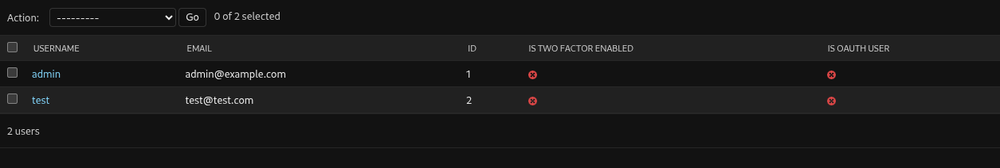 Action: --------- Go 0 of 2 selected
USERNAME EMAIL ID IS TWO FACTOR ENABLED IS OAUTH USER
admin admin@example.com 1
test test@test.com 2
2 users